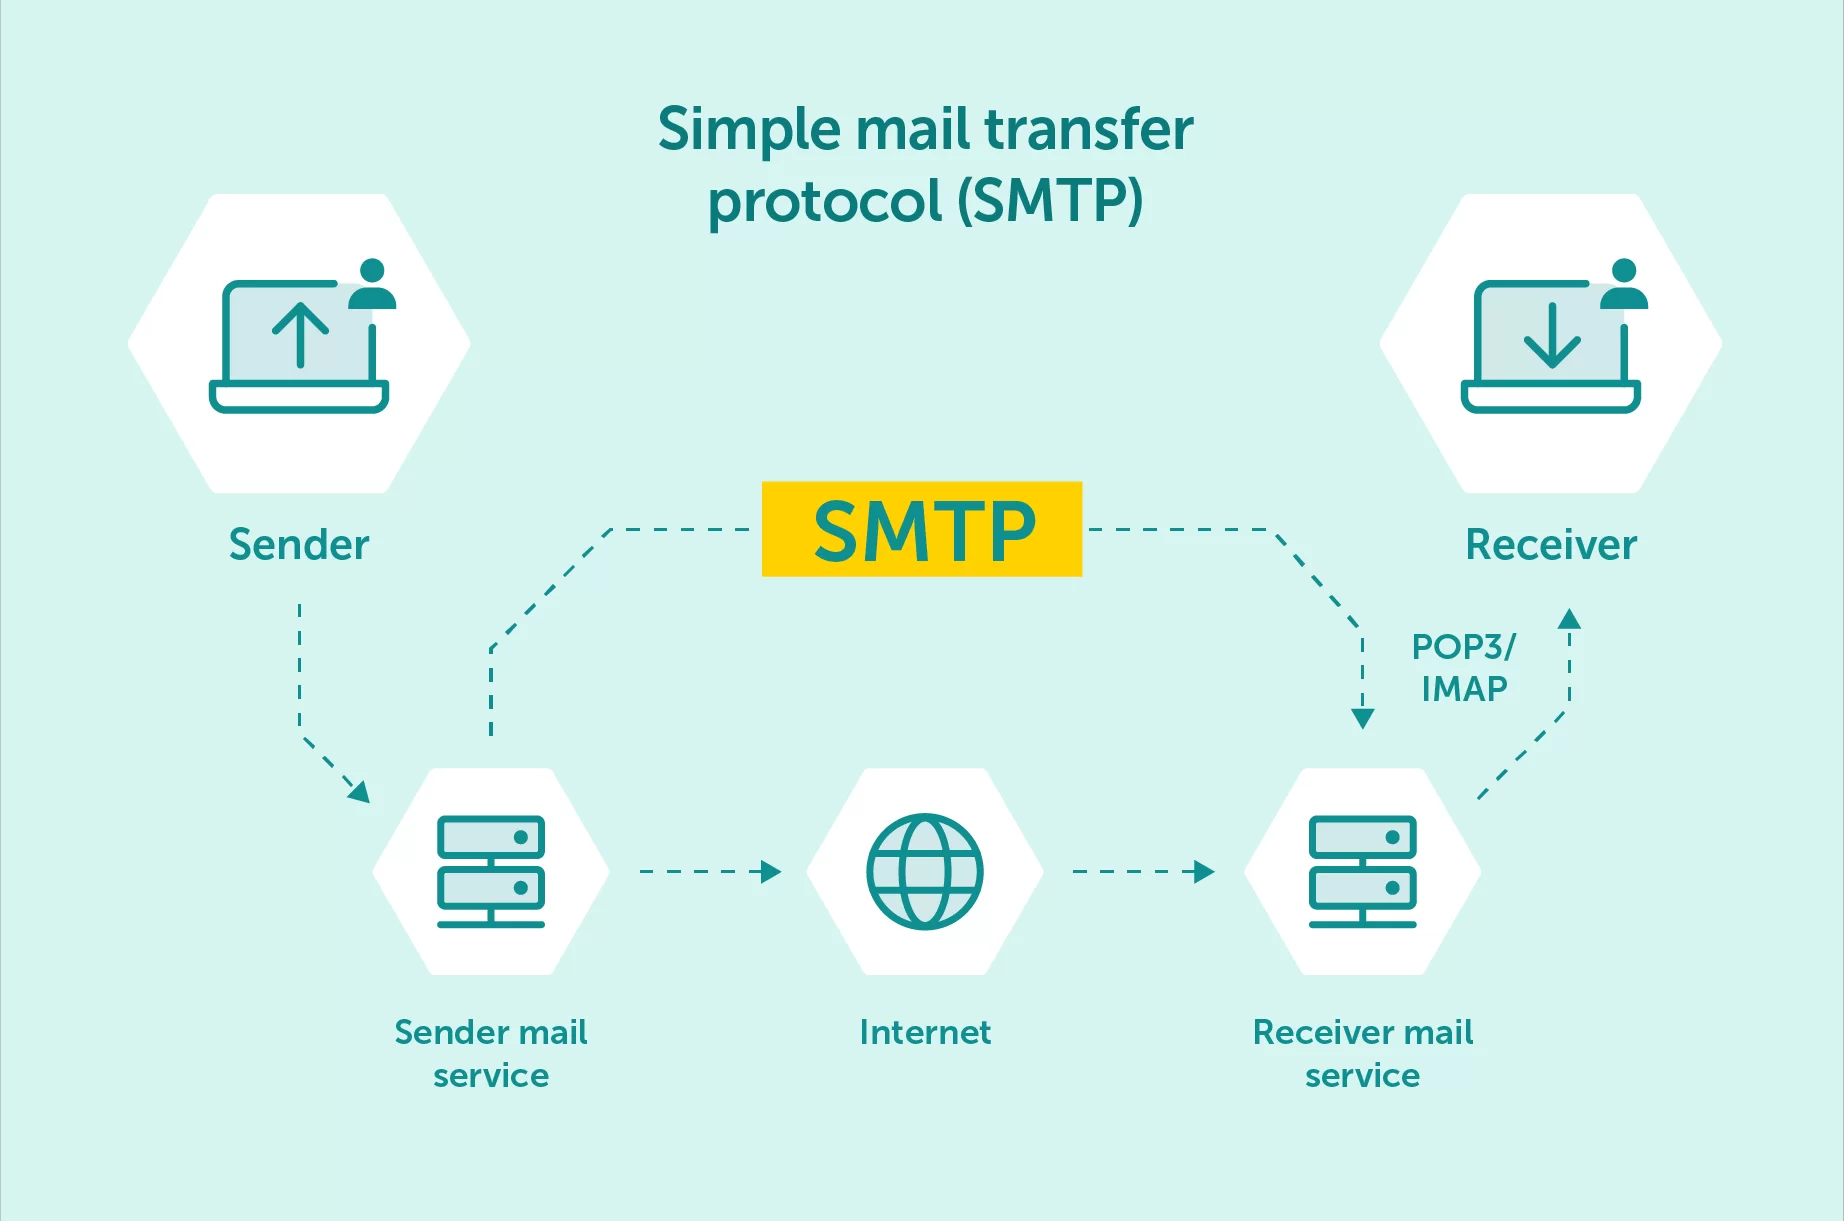 Simple mail transfer
protocol (SMTP)
SMTP
Sender
Receiver
POP3/
IMAP
Sender mail
service
Internet
Receiver mail
service